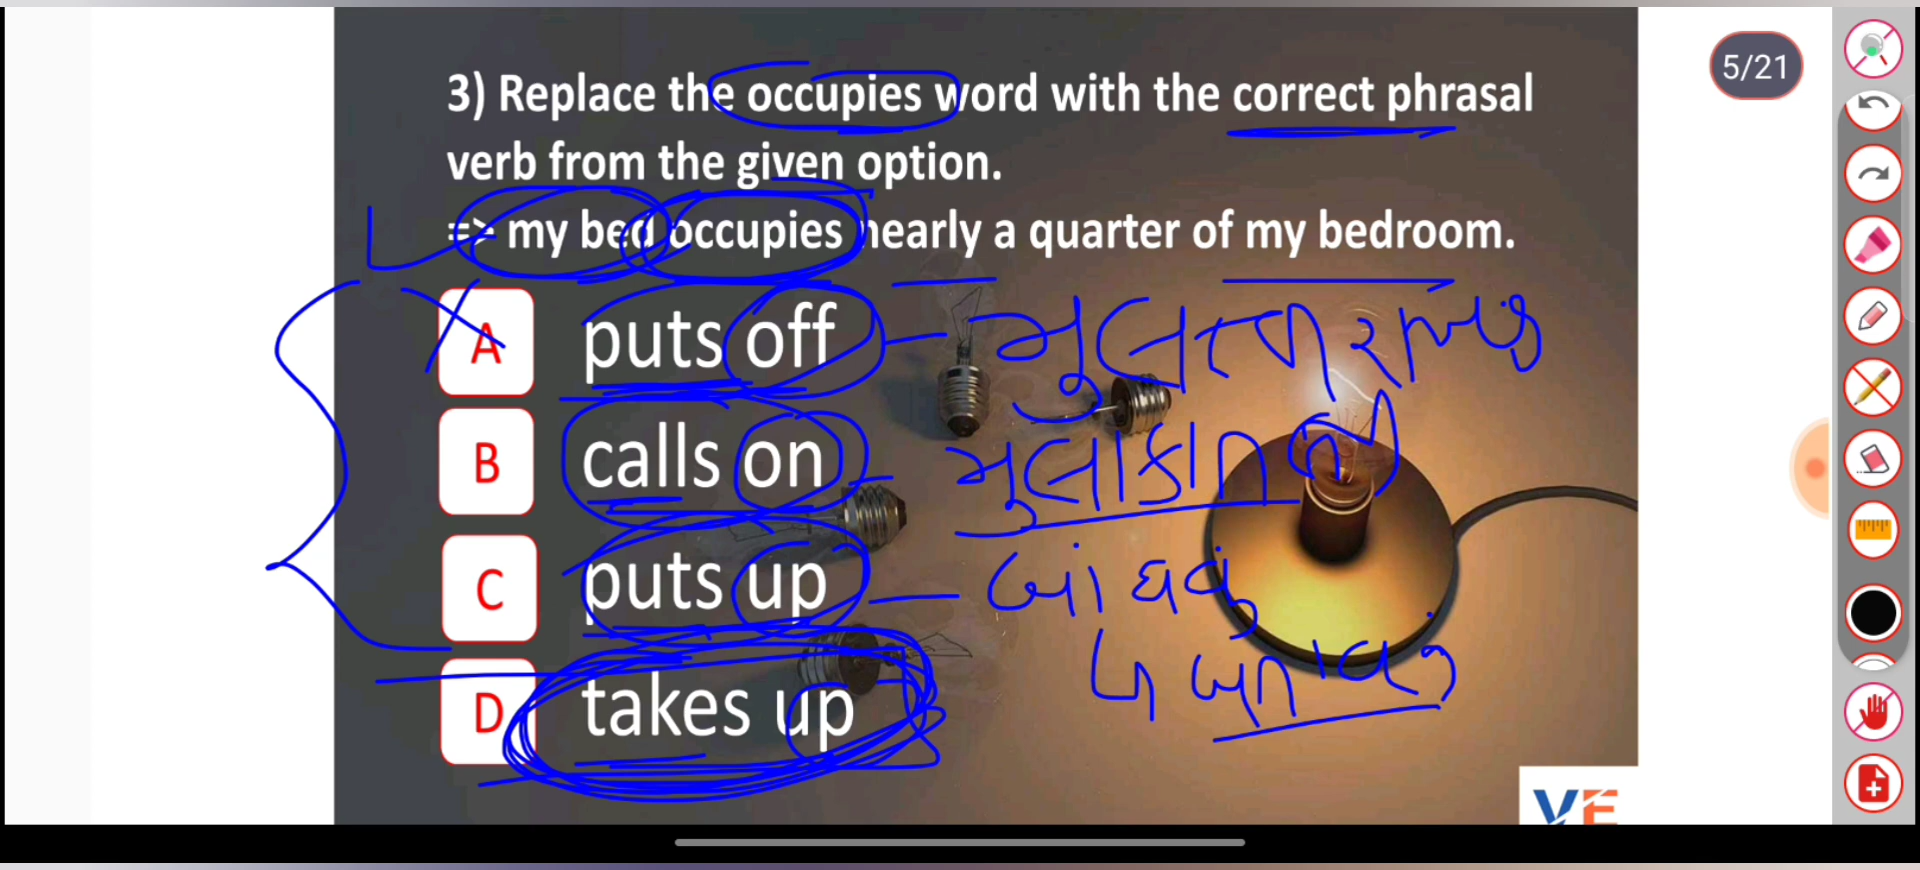 5/21
3) Replace the occupies word with the correct phrasal
verb from the given option.
=> my bed occupies nearly a quarter of my bedroom.
A puts off
B calls on - મુલાકાત
C puts up - બાંધવું
D takes up
VE